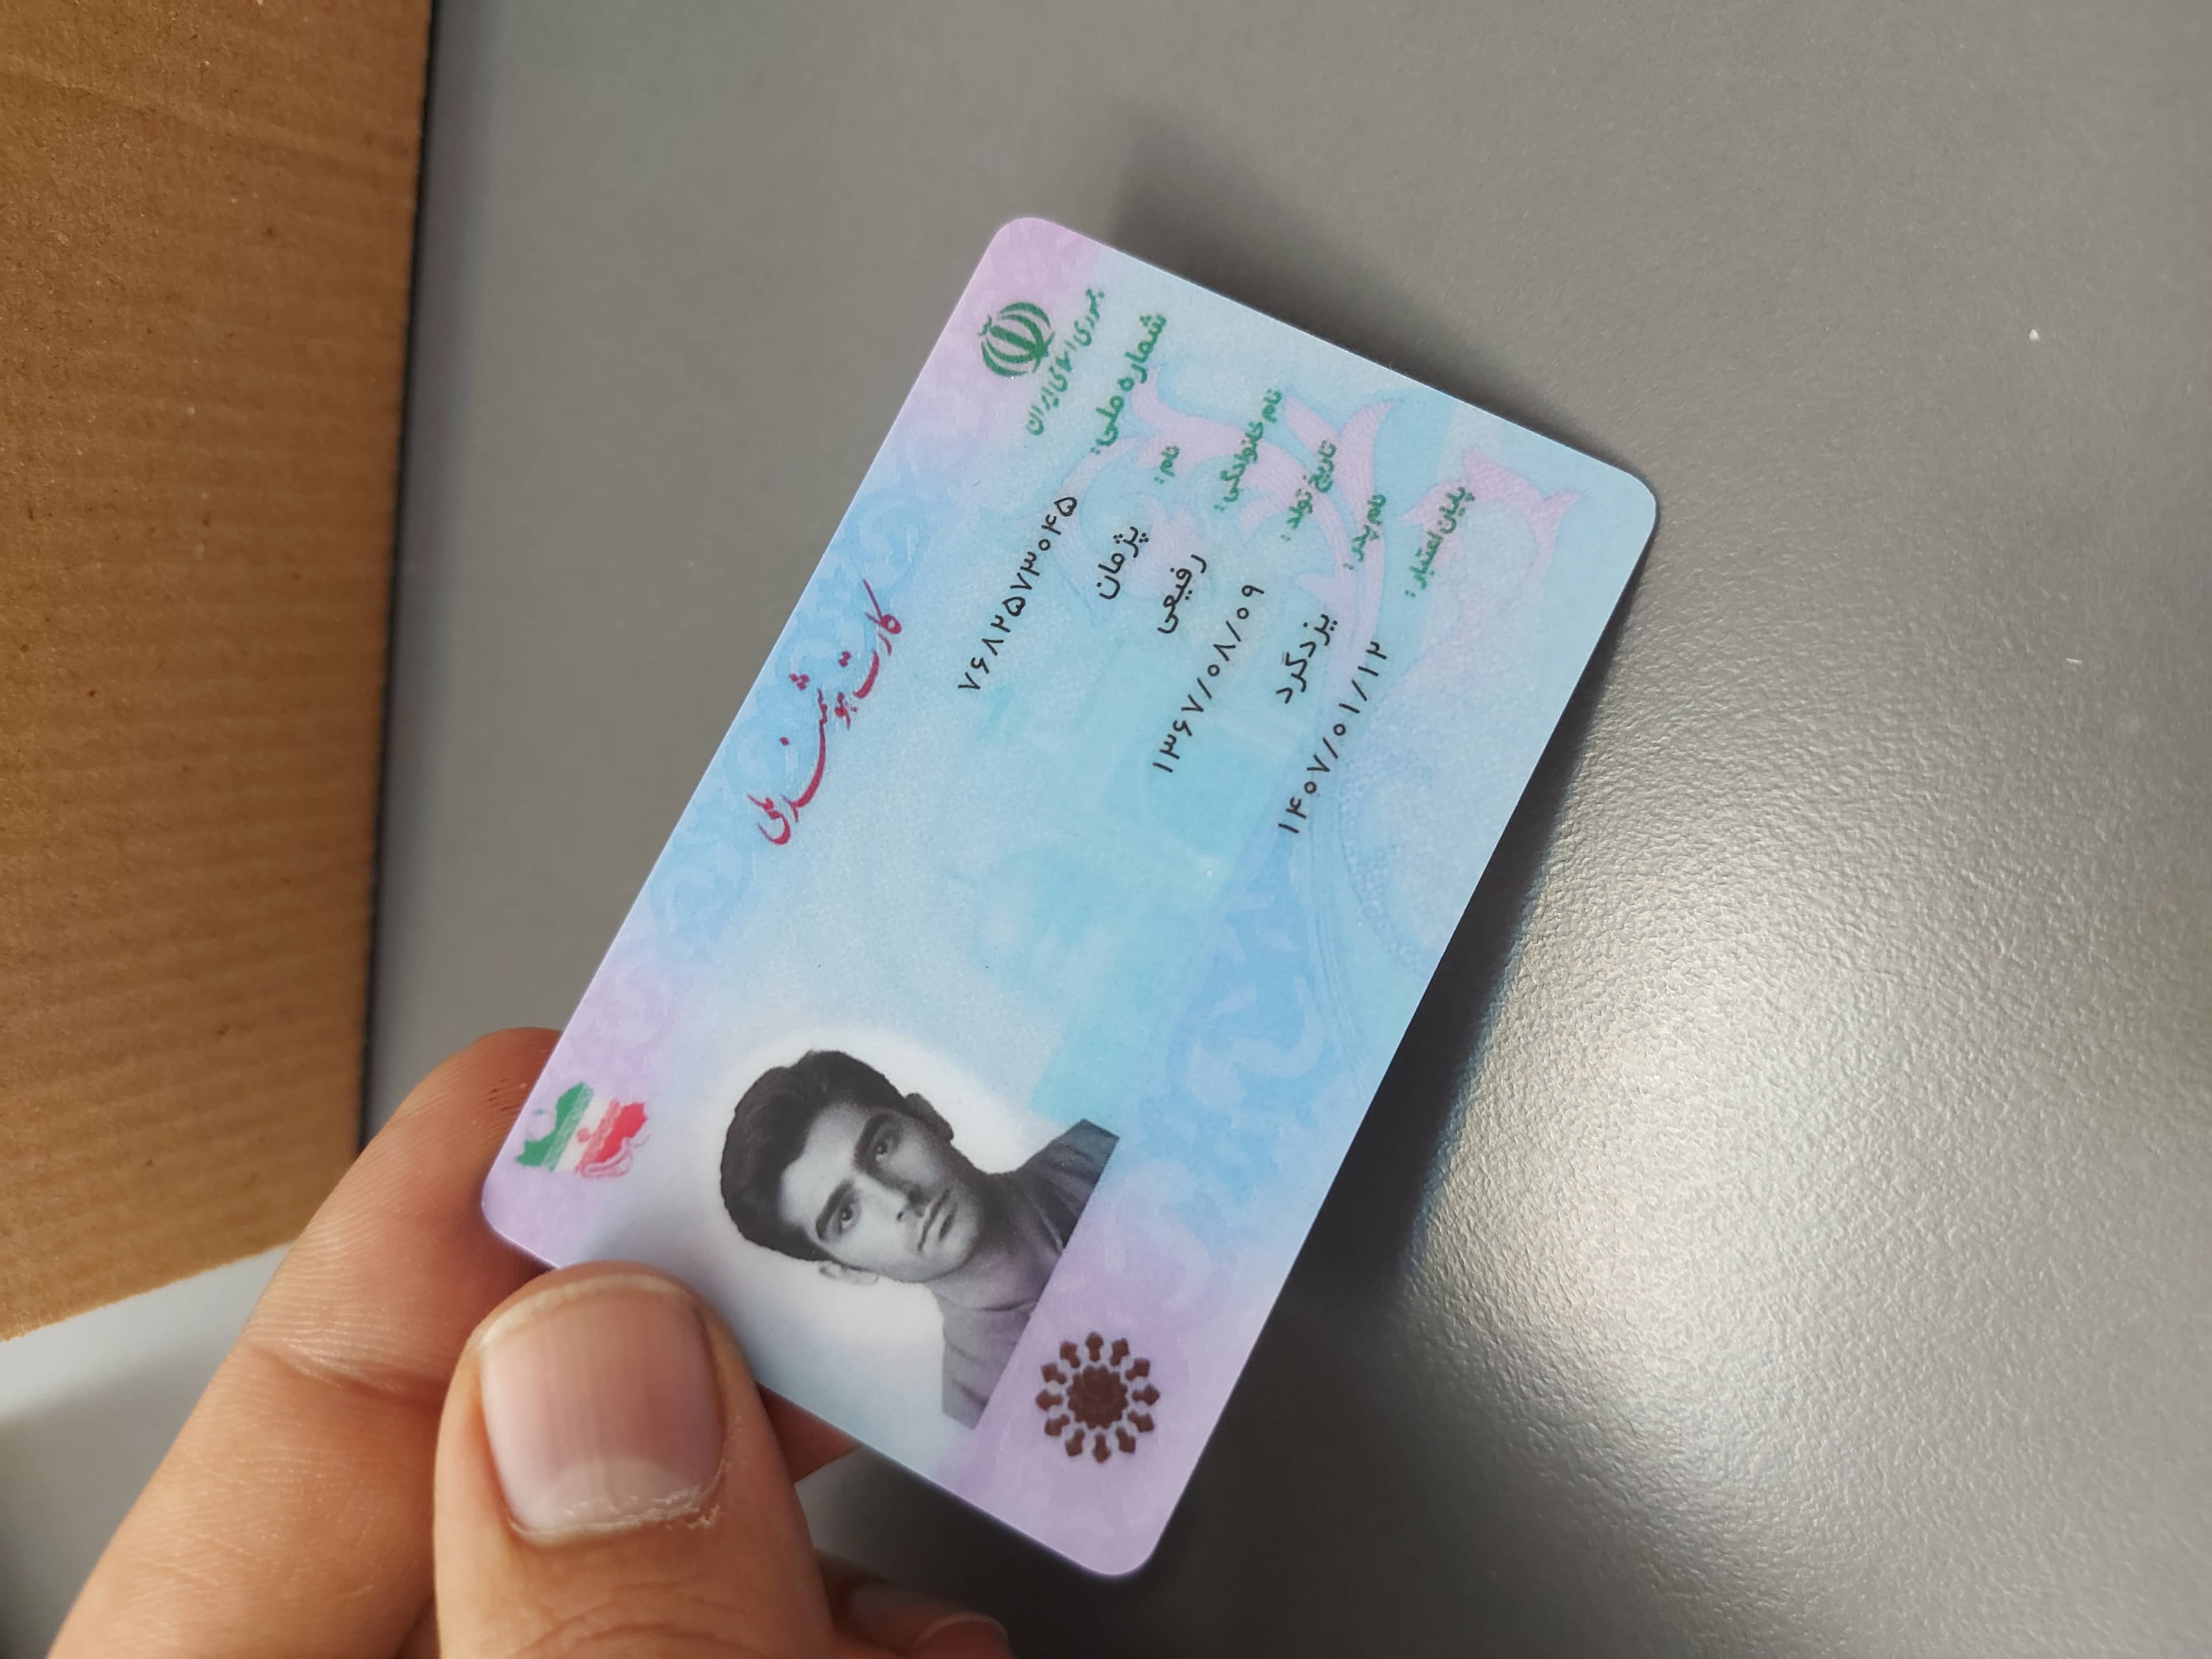 جمهوری اسلامی ایران
کارت هوشمند ملی
شماره ملی: ۷۶۸۲۵۷۳۰۴۵
نام: پژمان
نام خانوادگی: رفیعی
تاریخ تولد: ۱۳۶۷/۰۸/۰۹
نام پدر: یزدگرد
پایان اعتبار: ۱۴۰۷/۰۱/۱۲